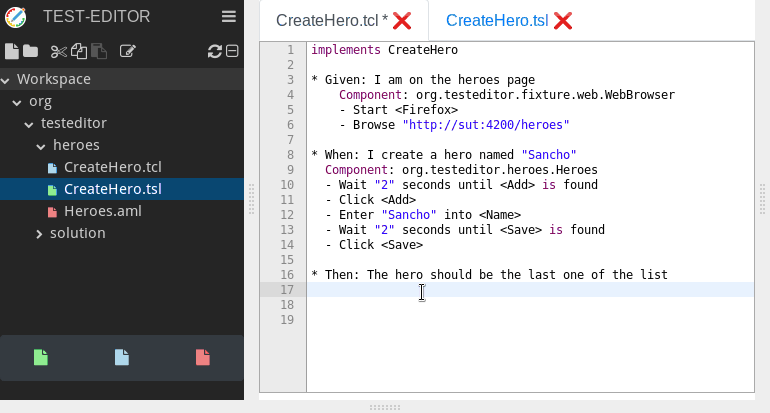 TEST-EDITOR
Workspace
org
testeditor
heroes
CreateHero.tcl
CreateHero.tsl
Heroes.aml
solution
CreateHero.tcl * ❌ CreateHero.tsl ❌
1 implements CreateHero
2
3 * Given: I am on the heroes page
4 Component: org.testeditor.fixture.web.WebBrowser
5 - Start <Firefox>
6 - Browse "http://sut:4200/heroes"
7
8 * When: I create a hero named "Sancho"
9 Component: org.testeditor.heroes.Heroes
10 - Wait "2" seconds until <Add> is found
11 - Click <Add>
12 - Enter "Sancho" into <Name>
13 - Wait "2" seconds until <Save> is found
14 - Click <Save>
15
16 * Then: The hero should be the last one of the list
17
18
19